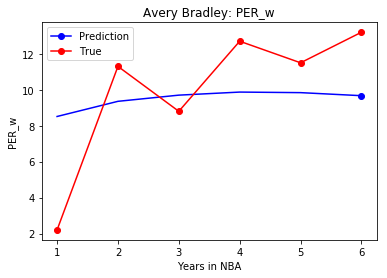 Avery Bradley: PER_w
Prediction
True
12
10
8
6
4
2
PER_w
1 2 3 4 5 6
Years in NBA